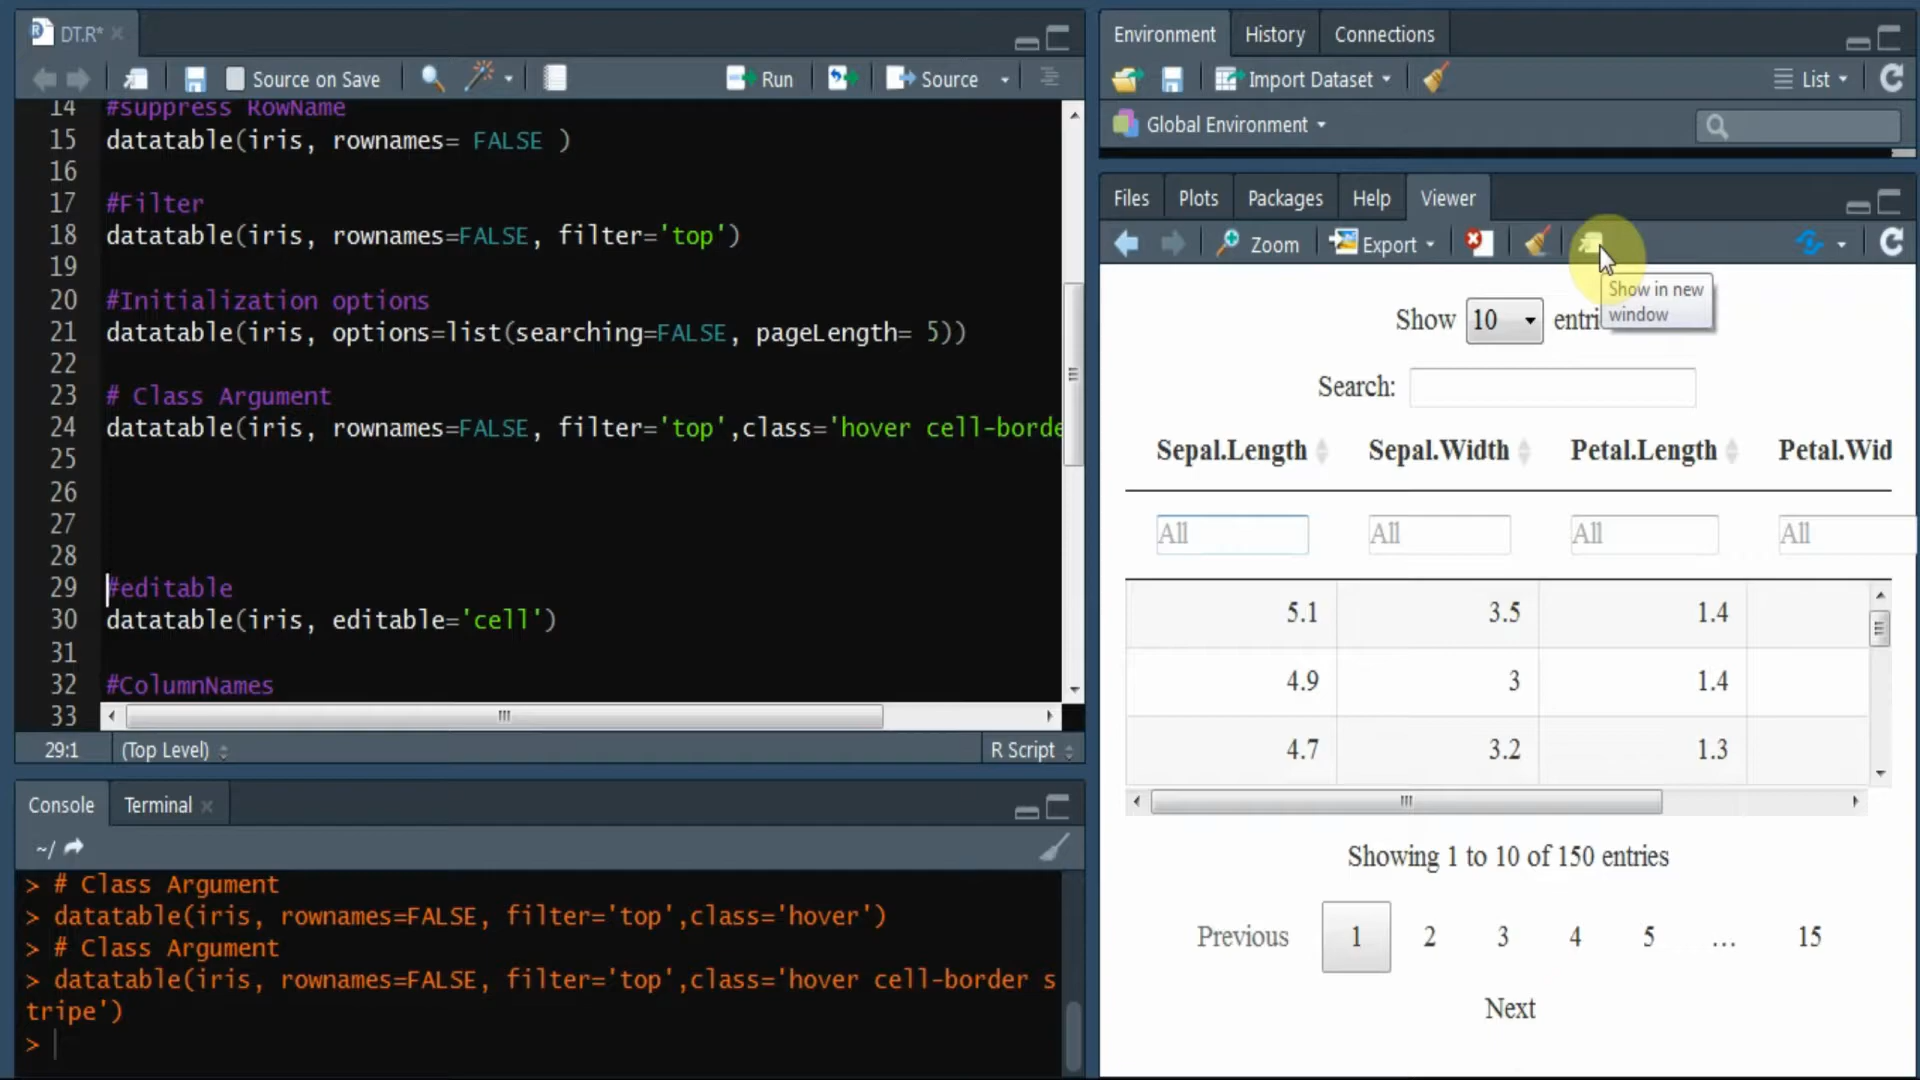 DT.R*
Source on Save
Run
Source
14 #suppress RowName
15 datatable(iris, rownames= FALSE )
16
17 #Filter
18 datatable(iris, rownames=FALSE, filter='top')
19
20 #Initialization options
21 datatable(iris, options=list(searching=FALSE, pageLength= 5))
22
23 # Class Argument
24 datatable(iris, rownames=FALSE, filter='top',class='hover cell-borde
25
26
27
28
29 #editable
30 datatable(iris, editable='cell')
31
32 #ColumnNames
33
29:1 (Top Level) R Script
Console Terminal
~/
> # Class Argument
> datatable(iris, rownames=FALSE, filter='top',class='hover')
> # Class Argument
> datatable(iris, rownames=FALSE, filter='top',class='hover cell-border s
tripe')
>
Environment History Connections
Import Dataset List
Global Environment
Files Plots Packages Help Viewer
Zoom Export
Show in new
window
Show 10 entri
Search:
Sepal.Length Sepal.Width Petal.Length Petal.Wid
All All All All
5.1 3.5 1.4
4.9 3 1.4
4.7 3.2 1.3
Showing 1 to 10 of 150 entries
Previous 1 2 3 4 5 ... 15
Next